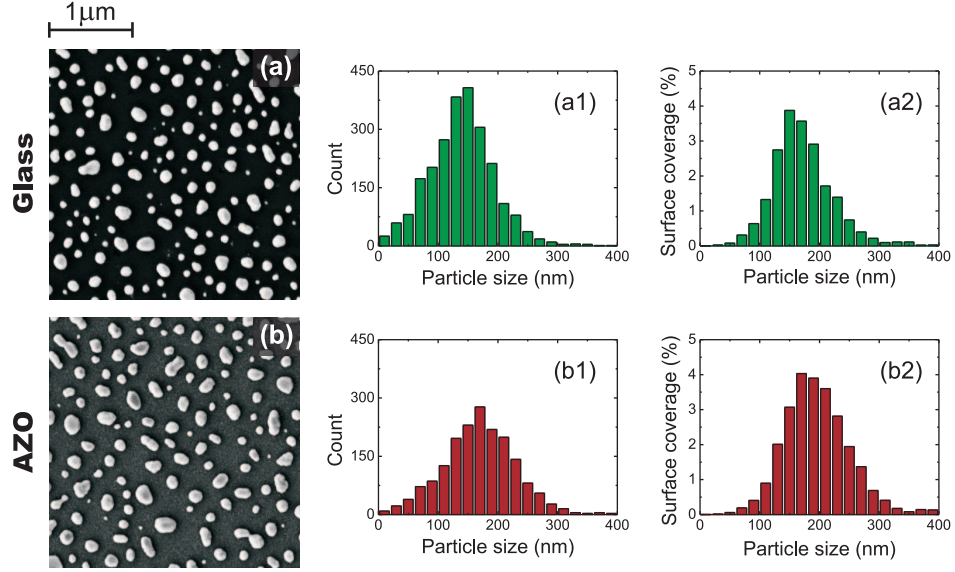 1μm
Glass
(a)
450
300
150
0
Count
0 100 200 300 400
Particle size (nm)
(a1)
5
4
3
2
1
0
Surface coverage (%)
0 100 200 300 400
Particle size (nm)
(a2)
AZO
(b)
450
300
150
0
Count
0 100 200 300 400
Particle size (nm)
(b1)
5
4
3
2
1
0
Surface coverage (%)
0 100 200 300 400
Particle size (nm)
(b2)